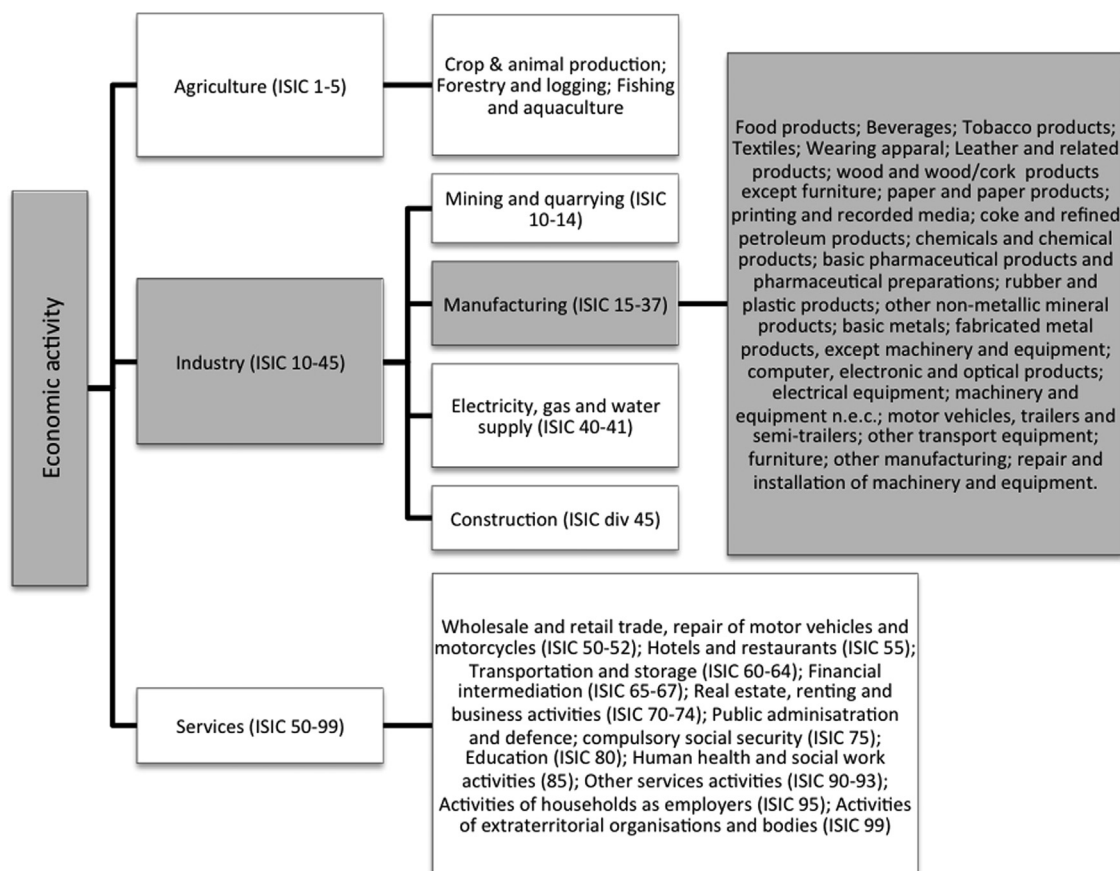 Economic activity
Agriculture (ISIC 1-5)
Crop & animal production;
Forestry and logging; Fishing
and aquaculture
Industry (ISIC 10-45)
Mining and quarrying (ISIC
10-14)
Manufacturing (ISIC 15-37)
Food products; Beverages; Tobacco products;
Textiles; Wearing apparal; Leather and related
products; wood and wood/cork products
except furniture; paper and paper products;
printing and recorded media; coke and refined
petroleum products; chemicals and chemical
products; basic pharmaceutical products and
pharmaceutical preparations; rubber and
plastic products; other non-metallic mineral
products; basic metals; fabricated metal
products, except machinery and equipment;
computer, electronic and optical products;
electrical equipment; machinery and
equipment n.e.c.; motor vehicles, trailers and
semi-trailers; other transport equipment;
furniture; other manufacturing; repair and
installation of machinery and equipment.
Electricity, gas and water
supply (ISIC 40-41)
Construction (ISIC div 45)
Services (ISIC 50-99)
Wholesale and retail trade, repair of motor vehicles and
motorcycles (ISIC 50-52); Hotels and restaurants (ISIC 55);
Transportation and storage (ISIC 60-64); Financial
intermediation (ISIC 65-67); Real estate, renting and
business activities (ISIC 70-74); Public adminisatration
and defence; compulsory social security (ISIC 75);
Education (ISIC 80); Human health and social work
activities (85); Other services activities (ISIC 90-93);
Activities of households as employers (ISIC 95); Activities
of extraterritorial organisations and bodies (ISIC 99)